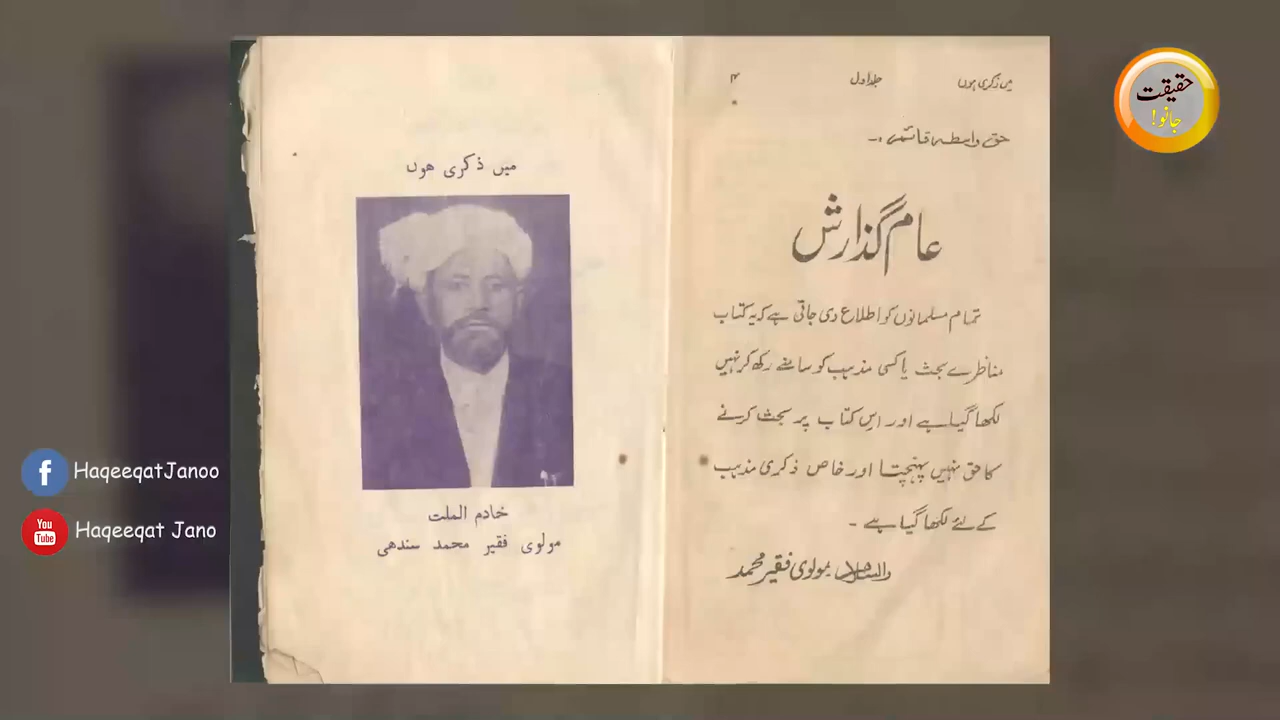 میں ذکری ھوں
خادم الملت
مولوی فقیر محمد سندھی
میں ذکری ہوں جلد اول ۴
حق واسطہ قائم ہے۔
عام گذارش
تمام مسلمانوں کو اطلاع دی جاتی ہے کہ یہ کتاب
مناظرے بحث یا کسی مذہب کو سامنے رکھ کر نہیں
لکھا گیا ہے اور اس کتاب پر بحث کرنے
کا حق نہیں پہنچتا اور خاص ذکری مذہب
کے لئے لکھا گیا ہے ۔
والسلام مولوی فقیر محمد
حقیقت
جانو!
HaqeeqatJanoo
You
Tube
Haqeeqat Jano